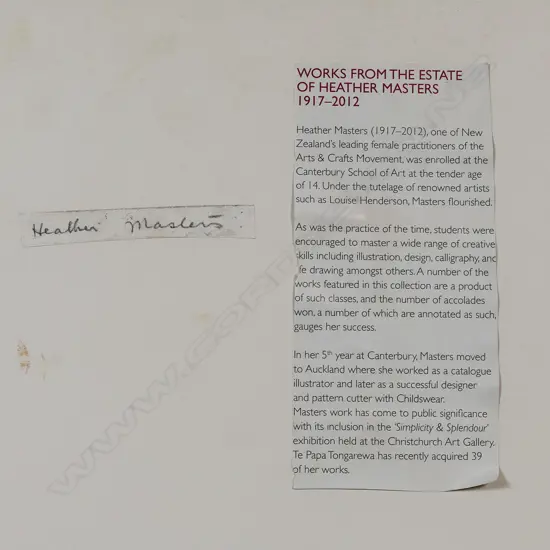 Heather Masters
WORKS FROM THE ESTATE
OF HEATHER MASTERS
1917–2012
Heather Masters (1917–2012), one of New
Zealand's leading female practitioners of the
Arts & Crafts Movement, was enrolled at the
Canterbury School of Art at the tender age
of 14. Under the tutelage of renowned artists
such as Louise Henderson, Masters flourished.
As was the practice of the time, students were
encouraged to master a wide range of creative
skills including illustration, design, calligraphy, and
life drawing amongst others. A number of the
works featured in this collection are a product
of such classes, and the number of accolades
won, a number of which are annotated as such,
gauges her success.
In her 5th year at Canterbury, Masters moved
to Auckland where she worked as a catalogue
illustrator and later as a successful designer
and pattern cutter with Childswear.
Masters work has come to public significance
with its inclusion in the 'Simplicity & Splendour'
exhibition held at the Christchurch Art Gallery.
Te Papa Tongarewa has recently acquired 39
of her works.